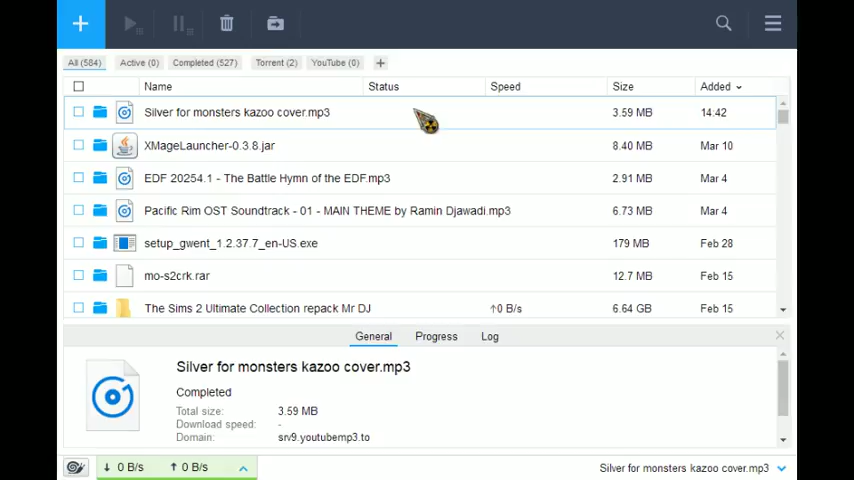 All (584) Active (0) Completed (527) Torrent (2) YouTube (0) +
Name Status Speed Size Added
Silver for monsters kazoo cover.mp3 3.59 MB 14:42
XMageLauncher-0.3.8.jar 8.40 MB Mar 10
EDF 20254.1 - The Battle Hymn of the EDF.mp3 2.91 MB Mar 4
Pacific Rim OST Soundtrack - 01 - MAIN THEME by Ramin Djawadi.mp3 6.73 MB Mar 4
setup_gwent_1.2.37.7_en-US.exe 179 MB Feb 28
mo-s2crk.rar 12.7 MB Feb 15
The Sims 2 Ultimate Collection repack Mr DJ ↑0 B/s 6.64 GB Feb 15
General Progress Log
Silver for monsters kazoo cover.mp3
Completed
Total size: 3.59 MB
Download speed: -
Domain: srv9.youtubemp3.to
↓ 0 B/s ↑ 0 B/s Silver for monsters kazoo cover.mp3